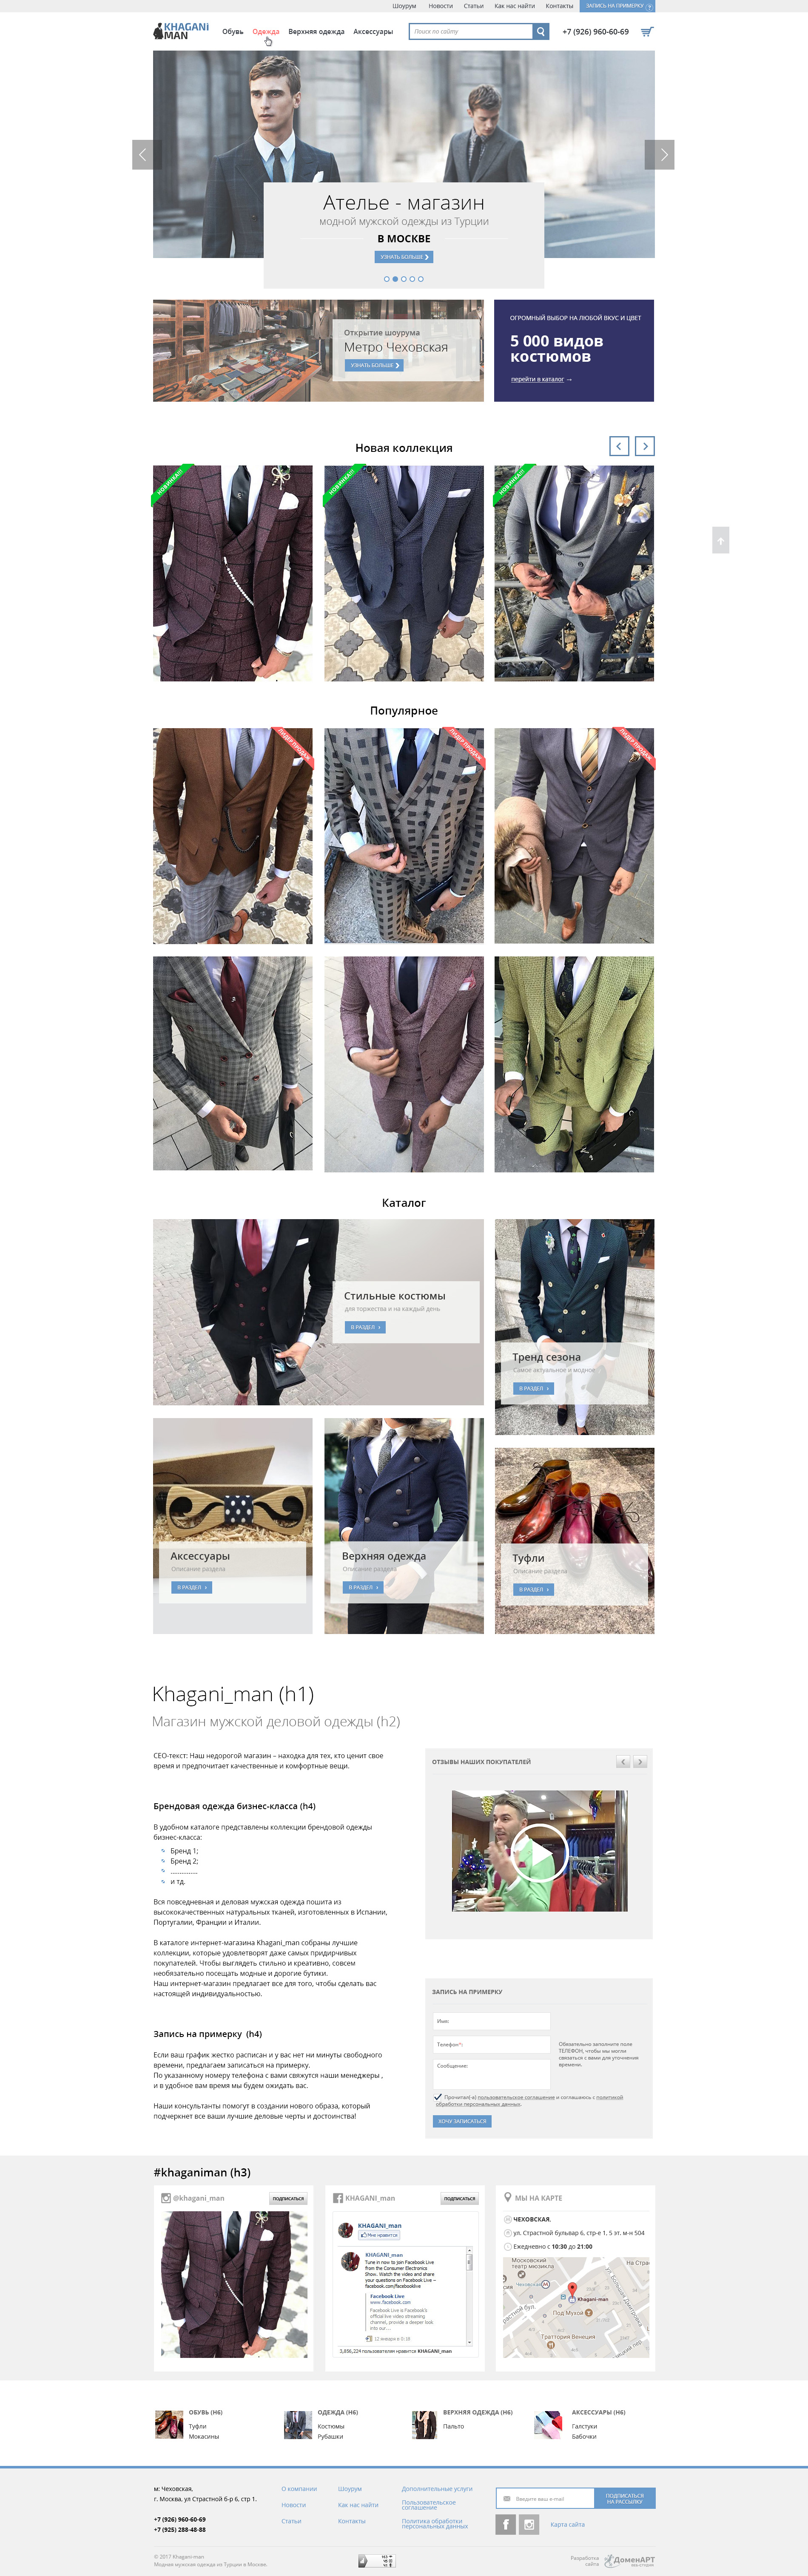 Шоурум Новости Статьи Как нас найти Контакты ЗАПИСЬ НА ПРИМЕРКУ
KHAGANI
MAN
Обувь Одежда Верхняя одежда Аксессуары
Поиск по сайту
+7 (926) 960-60-69
Ателье - магазин
модной мужской одежды из Турции
В МОСКВЕ
УЗНАТЬ БОЛЬШЕ
Открытие шоурума
Метро Чеховская
УЗНАТЬ БОЛЬШЕ
ОГРОМНЫЙ ВЫБОР НА ЛЮБОЙ ВКУС И ЦВЕТ
5 000 видов
костюмов
перейти в каталог →
Новая коллекция
НОВИНКА!!!
НОВИНКА!!!
НОВИНКА!!!
Популярное
ЛИДЕР ПРОДАЖ
ЛИДЕР ПРОДАЖ
ЛИДЕР ПРОДАЖ
Каталог
Стильные костюмы
для торжества и на каждый день
В РАЗДЕЛ
Тренд сезона
Самое актуальное и модное
В РАЗДЕЛ
Аксессуары
Описание раздела
В РАЗДЕЛ
Верхняя одежда
Описание раздела
В РАЗДЕЛ
Туфли
Описание раздела
В РАЗДЕЛ
Khagani_man (h1)
Магазин мужской деловой одежды (h2)
СЕО-текст: Наш недорогой магазин – находка для тех, кто ценит свое
время и предпочитает качественные и комфортные вещи.
Брендовая одежда бизнес-класса (h4)
В удобном каталоге представлены коллекции брендовой одежды
бизнес-класса:
Бренд 1;
Бренд 2;
.............
и тд.
Вся повседневная и деловая мужская одежда пошита из
высококачественных натуральных тканей, изготовленных в Испании,
Португалии, Франции и Италии.
В каталоге интернет-магазина Khagani_man собраны лучшие
коллекции, которые удовлетворят даже самых придирчивых
покупателей. Чтобы выглядеть стильно и креативно, совсем
необязательно посещать модные и дорогие бутики.
Наш интернет-магазин предлагает все для того, чтобы сделать вас
настоящей индивидуальностью.
Запись на примерку (h4)
Если ваш график жестко расписан и у вас нет ни минуты свободного
времени, предлагаем записаться на примерку.
По указанному номеру телефона с вами свяжутся наши менеджеры ,
и в удобное вам время мы будем ожидать вас.
Наши консультанты помогут в создании нового образа, который
подчеркнет все ваши лучшие деловые черты и достоинства!
ОТЗЫВЫ НАШИХ ПОКУПАТЕЛЕЙ
ЗАПИСЬ НА ПРИМЕРКУ
Имя:
Телефон*:
Сообщение:
Обязательно заполните поле
ТЕЛЕФОН, чтобы мы могли
связаться с вами для уточнения
времени.
Прочитал(-а) пользовательское соглашение и соглашаюсь с политикой
обработки персональных данных.
ХОЧУ ЗАПИСАТЬСЯ
#khaganiman (h3)
@khagani_man ПОДПИСАТЬСЯ
KHAGANI_man ПОДПИСАТЬСЯ
KHAGANI_man
Мне нравится
KHAGANI_man
Tune in now to join Facebook Live
from the Consumer Electronics
Show. Watch the video and share
your questions on Facebook Live –
facebook.com/facebooklive
Facebook Live
www.facebook.com
Facebook Live is Facebook's
official live video streaming
channel, provide a deeper look
into our...
12 января в 0:18
3,856,224 пользователям нравится KHAGANI_man
МЫ НА КАРТЕ
ЧЕХОВСКАЯ.
ул. Страстной бульвар 6, стр-е 1, 5 эт. м-н 504
Ежедневно с 10:30 до 21:00
Московский
театр мюзикла
Чеховская
Khagani-man
Под Мухой
Траттория Венеция
ОБУВЬ (H6)
Туфли
Мокасины
ОДЕЖДА (H6)
Костюмы
Рубашки
ВЕРХНЯЯ ОДЕЖДА (H6)
Пальто
АКСЕССУАРЫ (H6)
Галстуки
Бабочки
м: Чеховская,
г. Москва, ул Страстной б-р 6, стр 1.
+7 (926) 960-60-69
+7 (925) 288-48-88
О компании
Новости
Статьи
Шоурум
Как нас найти
Контакты
Дополнительные услуги
Пользовательское
соглашение
Политика обработки
персональных данных
Введите ваш e-mail
ПОДПИСАТЬСЯ
НА РАССЫЛКУ
Карта сайта
© 2017 Khagani-man
Модная мужская одежда из Турции в Москве.
Разработка
сайта
ДоменАРТ